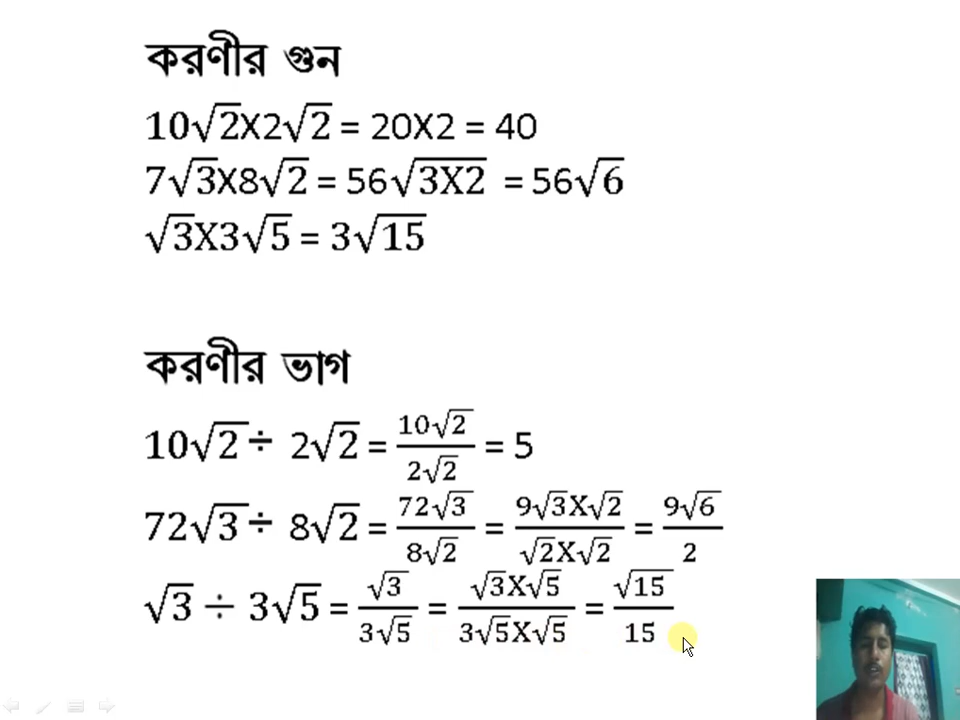 করণীর গুন
10√2X2√2 = 20X2 = 40
7√3X8√2 = 56√3X2 = 56√6
√3X3√5 = 3√15
করণীর ভাগ
10√2 ÷ 2√2 = 10√2/2√2 = 5
72√3 ÷ 8√2 = 72√3/8√2 = 9√3X√2/√2X√2 = 9√6/2
√3 ÷ 3√5 = √3/3√5 = √3X√5/3√5X√5 = √15/15